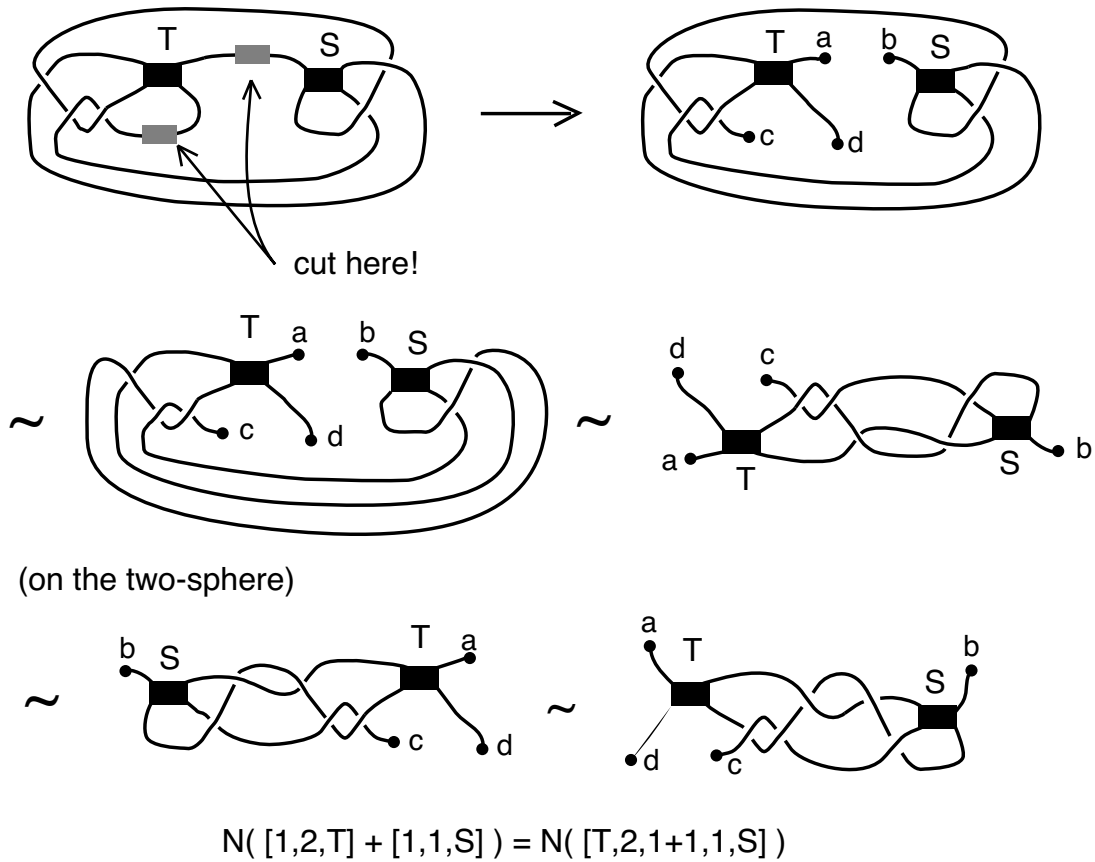 T S
cut here!
T a b S
c d
~ T a b S
c d
~ d c
a T S b
(on the two-sphere)
~ b S T a
c d
~ a T S b
d c
N( [1,2,T] + [1,1,S] ) = N( [T,2,1+1,1,S] )